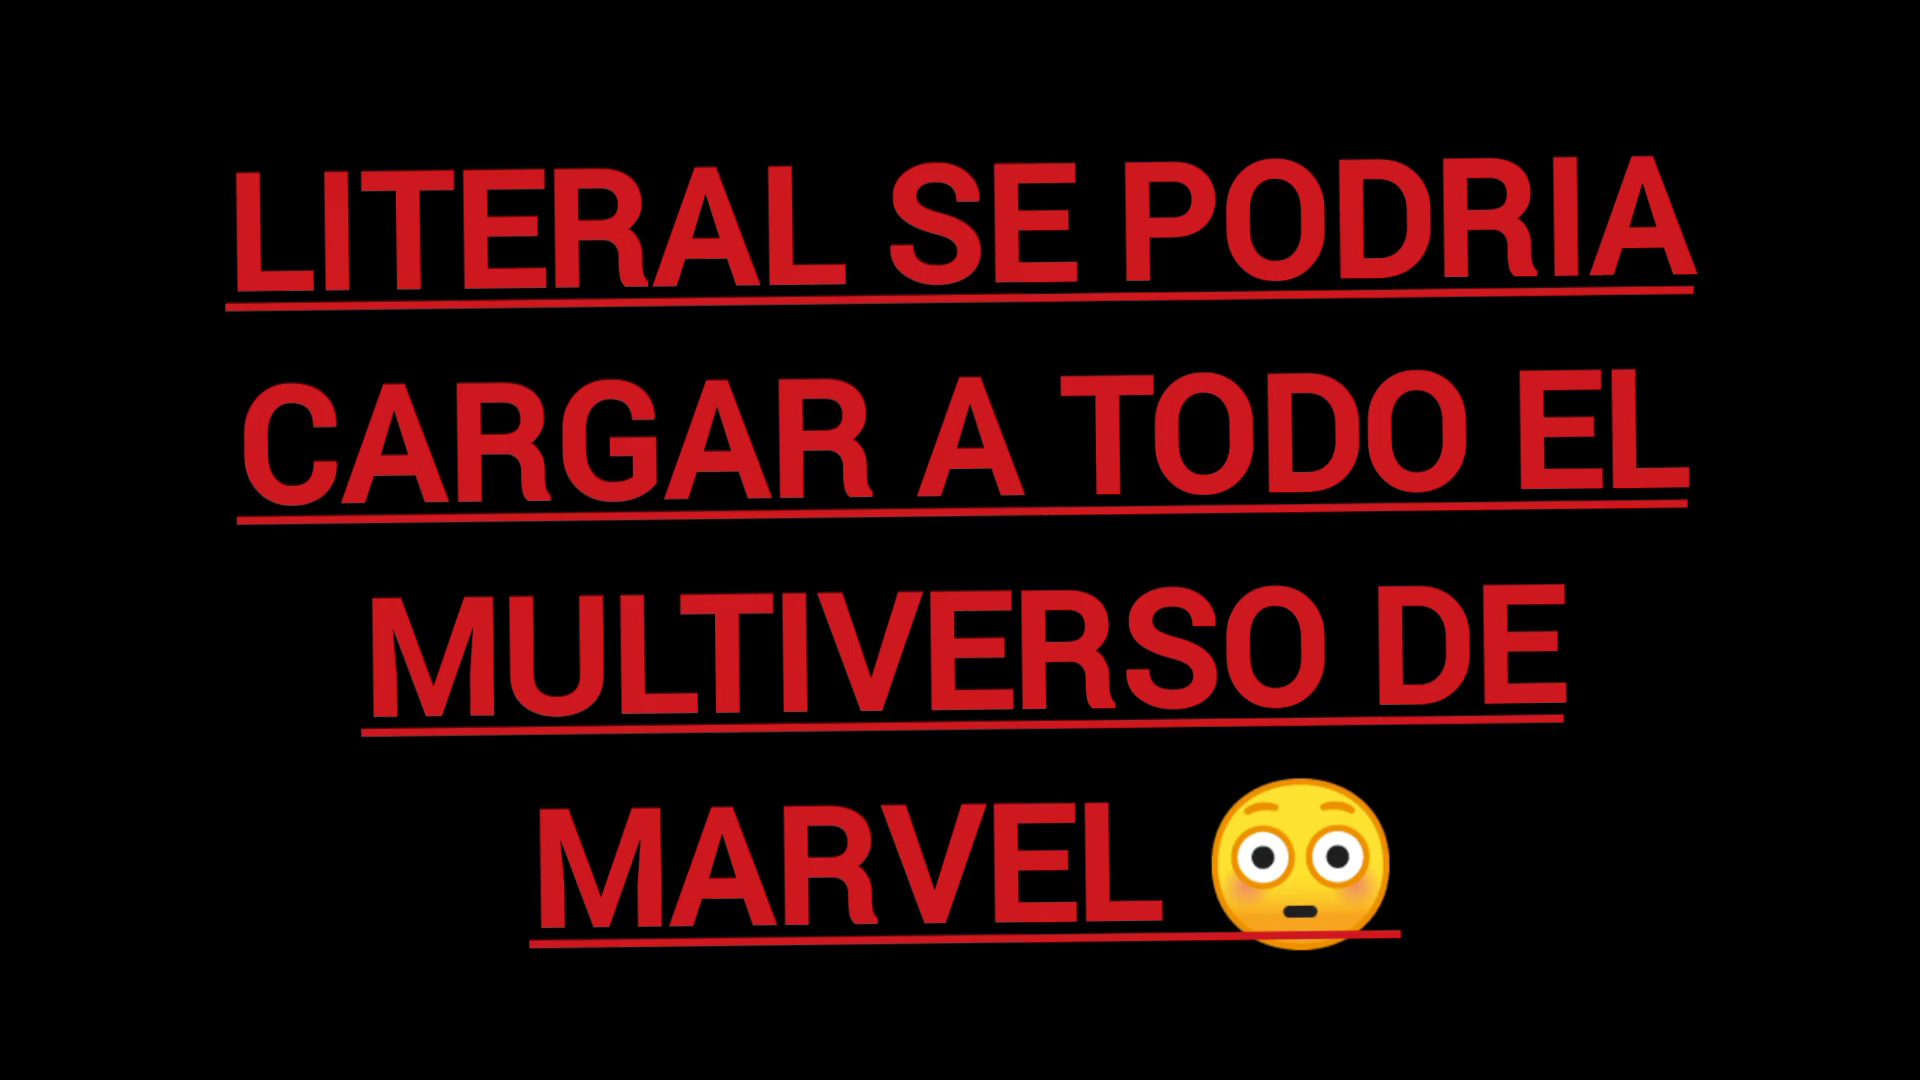 LITERAL SE PODRIA
CARGAR A TODO EL
MULTIVERSO DE
MARVEL 😳